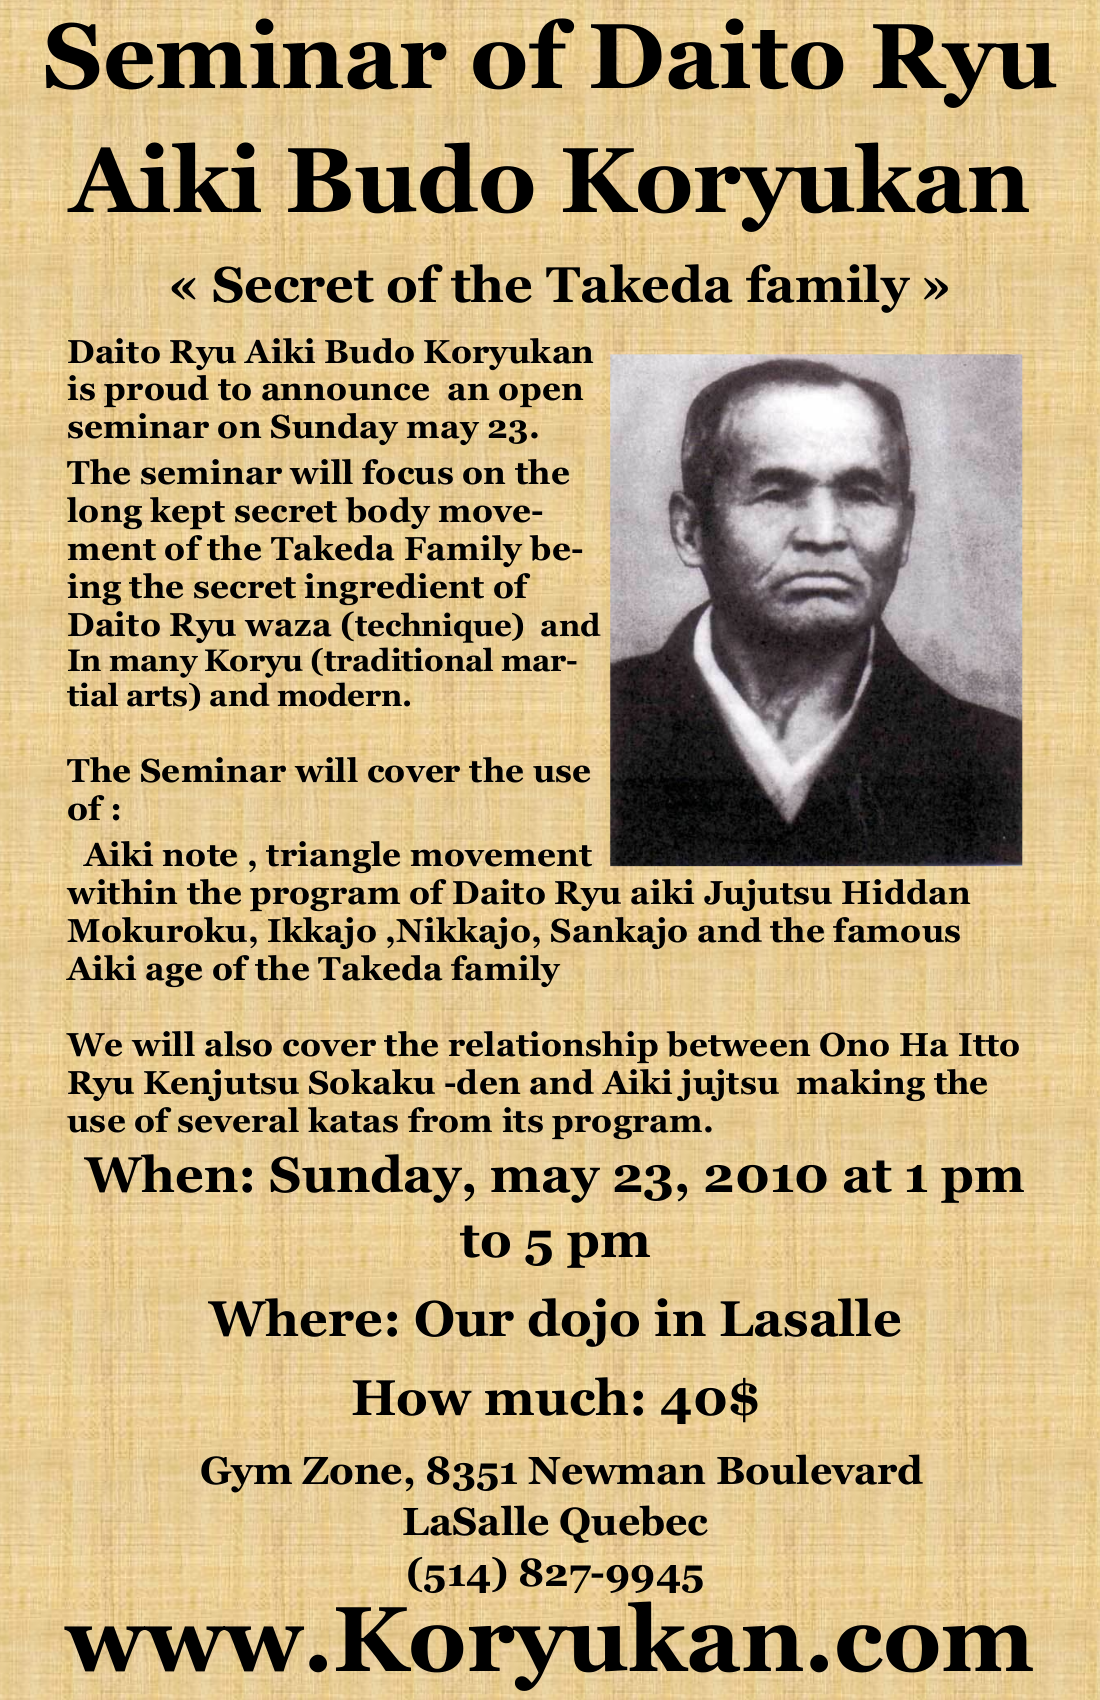 Seminar of Daito Ryu
Aiki Budo Koryukan
« Secret of the Takeda family »
Daito Ryu Aiki Budo Koryukan
is proud to announce  an open
seminar on Sunday may 23.
The seminar will focus on the
long kept secret body move-
ment of the Takeda Family be-
ing the secret ingredient of
Daito Ryu waza (technique)  and
In many Koryu (traditional mar-
tial arts) and modern.
The Seminar will cover the use
of :
Aiki note , triangle movement
within the program of Daito Ryu aiki Jujutsu Hiddan
Mokuroku, Ikkajo ,Nikkajo, Sankajo and the famous
Aiki age of the Takeda family
We will also cover the relationship between Ono Ha Itto
Ryu Kenjutsu Sokaku -den and Aiki jujtsu  making the
use of several katas from its program.
When: Sunday, may 23, 2010 at 1 pm
to 5 pm
Where: Our dojo in Lasalle
How much: 40$
Gym Zone, 8351 Newman Boulevard
LaSalle Quebec
(514) 827-9945
www.Koryukan.com